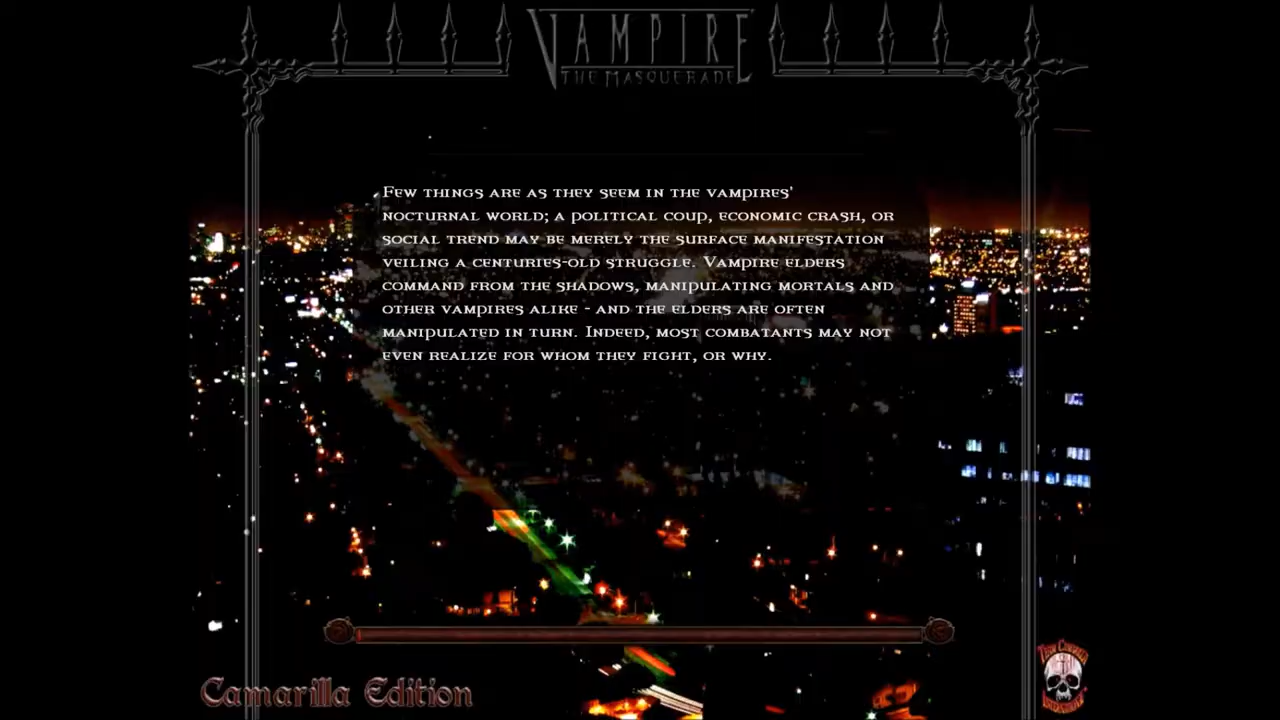 VAMPIRE
THE MASQUERADE
Few things are as they seem in the vampires'
nocturnal world; a political coup, economic crash, or
social trend may be merely the surface manifestation
veiling a centuries-old struggle. Vampire elders
command from the shadows, manipulating mortals and
other vampires alike - and the elders are often
manipulated in turn. Indeed, most combatants may not
even realize for whom they fight, or why.
Camarilla Edition
Team Camarilla